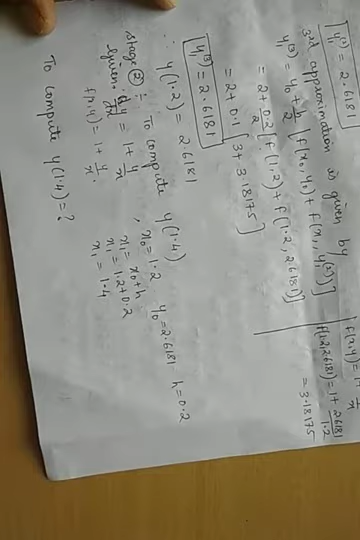 y₁⁽²⁾ = 2.6181
3rd approximation is given by
y₁⁽³⁾ = y₀ + h/2 [f(x₀, y₀) + f(x₁, y₁⁽²⁾)]
= 2 + 0.2/2 [f(1, 2) + f(1.2, 2.6181)]
= 2 + 0.1 [3 + 3.18175]
y₁⁽³⁾ = 2.6181
f(x, y) = 1 + y/x
f(1.2, 2.6181) = 1 + 2.6181/1.2
= 3.18175
∴ y(1.2) = 2.6181
Stage ② :- To compute y(1.4)
Given: dy/dx = 1 + y/x , x₀ = 1.2 y₀ = 2.6181 h = 0.2
f(x, y) = 1 + y/x. x₁ = x₀ + h
x₁ = 1.2 + 0.2
x₁ = 1.4
To compute y(1.4) = ?